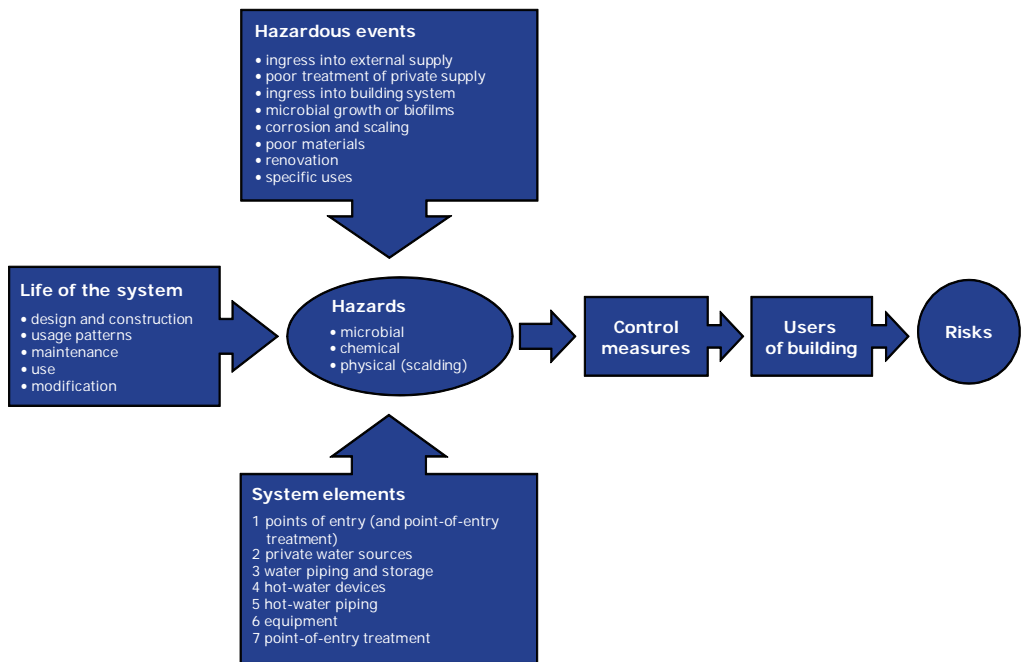 Hazardous events
• ingress into external supply
• poor treatment of private supply
• ingress into building system
• microbial growth or biofilms
• corrosion and scaling
• poor materials
• renovation
• specific uses
Life of the system
• design and construction
• usage patterns
• maintenance
• use
• modification
Hazards
• microbial
• chemical
• physical (scalding)
Control
measures
Users
of building
Risks
System elements
1 points of entry (and point-of-entry
treatment)
2 private water sources
3 water piping and storage
4 hot-water devices
5 hot-water piping
6 equipment
7 point-of-entry treatment